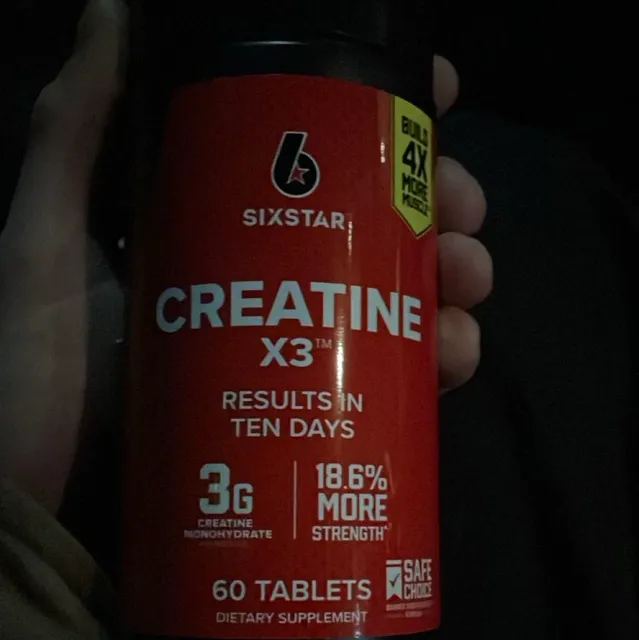 BUILD
4X
MORE
MUSCLE
SIXSTAR
CREATINE
X3™
RESULTS IN
TEN DAYS
3G
CREATINE
MONOHYDRATE
18.6%
MORE
STRENGTH
60 TABLETS
SAFE
CHOICE
DIETARY SUPPLEMENT